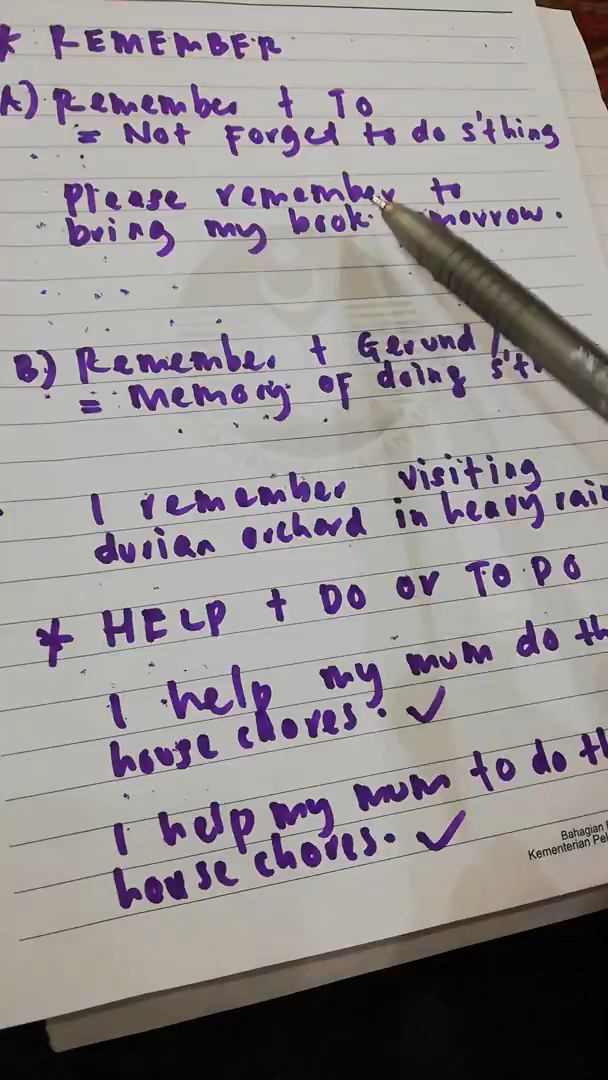 * REMEMBER
A) Remember + TO
= Not Forget to do s'thing
Please remember to
bring my book
B) Remember + Gerund
= Memory of doing
I remember visiting
durian orchard in heavy rain
* HELP + DO or TO DO
I help my mum do
house chores. ✓
I help my mum to do
house chores. ✓
Bahagian
Kementerian